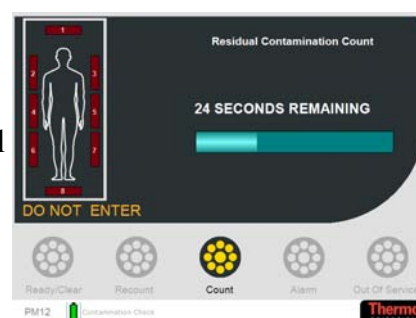 Residual Contamination Count
1
2 3
24 SECONDS REMAINING
4 5
6 7
8
DO NOT ENTER
Ready/Clear Recount Count Alarm Out Of Service
PM12 Contamination Check Thermo